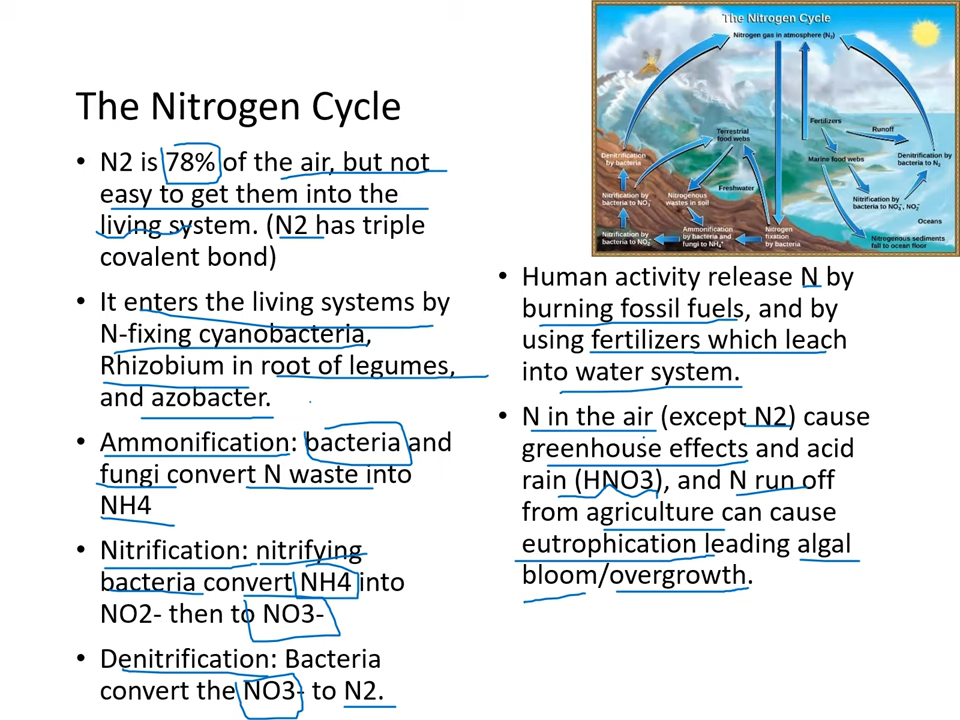 The Nitrogen Cycle
• N2 is 78% of the air, but not
easy to get them into the
living system. (N2 has triple
covalent bond)
• It enters the living systems by
N-fixing cyanobacteria,
Rhizobium in root of legumes,
and azobacter.
• Ammonification: bacteria and
fungi convert N waste into
NH4
• Nitrification: nitrifying
bacteria convert NH4 into
NO2- then to NO3-
• Denitrification: Bacteria
convert the NO3- to N2.
The Nitrogen Cycle
Nitrogen gas in atmosphere (N₂)
Fertilizers
Runoff
Terrestrial
food webs
Denitrification
by bacteria
Marine food webs
Denitrification by
bacteria to N₂
Freshwater
Nitrification by
bacteria to NO₃⁻
Nitrogenous
wastes in soil
Nitrification by
bacteria to NO₃⁻, NO₂⁻
Oceans
Nitrification by
bacteria to NO₂⁻
Ammonification
by bacteria and
fungi to NH₄⁺
Nitrogen
fixation
by bacteria
Nitrogenous sediments
fall to ocean floor
• Human activity release N by
burning fossil fuels, and by
using fertilizers which leach
into water system.
• N in the air (except N2) cause
greenhouse effects and acid
rain (HNO3), and N run off
from agriculture can cause
eutrophication leading algal
bloom/overgrowth.